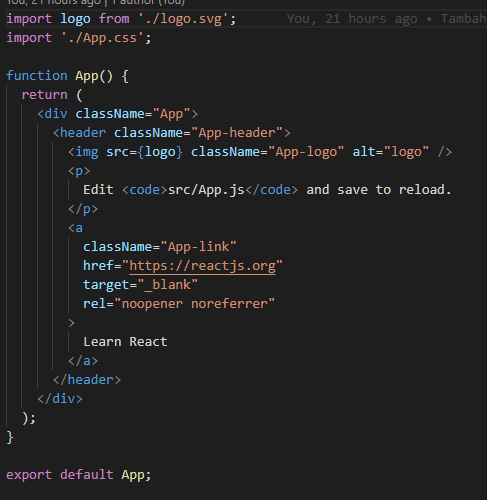 You, 21 hours ago | 1 author (You)
import logo from './logo.svg';     You, 21 hours ago • Tambah
import './App.css';

function App() {
  return (
    <div className="App">
      <header className="App-header">
        <img src={logo} className="App-logo" alt="logo" />
        <p>
          Edit <code>src/App.js</code> and save to reload.
        </p>
        <a
          className="App-link"
          href="https://reactjs.org"
          target="_blank"
          rel="noopener noreferrer"
        >
          Learn React
        </a>
      </header>
    </div>
  );
}

export default App;